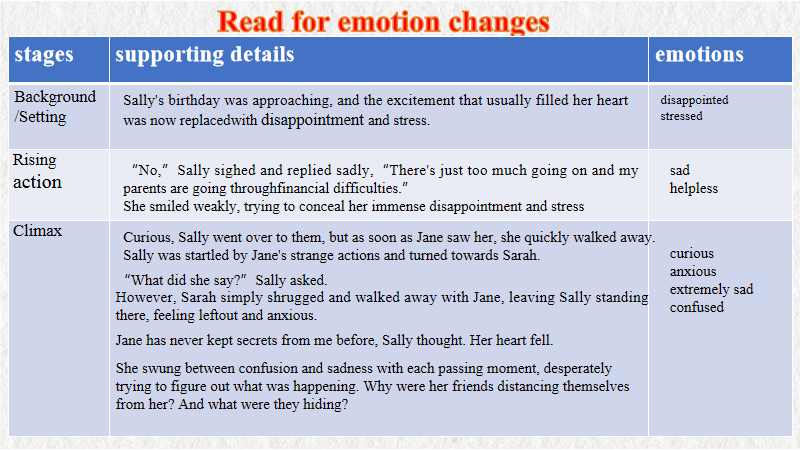 Read for emotion changes
stages supporting details emotions
Background
/Setting
Sally's birthday was approaching, and the excitement that usually filled her heart
was now replacedwith disappointment and stress.
disappointed
stressed
Rising
action
“No,” Sally sighed and replied sadly, “There's just too much going on and my
parents are going throughfinancial difficulties.”
She smiled weakly, trying to conceal her immense disappointment and stress
sad
helpless
Climax
Curious, Sally went over to them, but as soon as Jane saw her, she quickly walked away.
Sally was startled by Jane's strange actions and turned towards Sarah.
“What did she say?” Sally asked.
However, Sarah simply shrugged and walked away with Jane, leaving Sally standing
there, feeling leftout and anxious.
Jane has never kept secrets from me before, Sally thought. Her heart fell.
She swung between confusion and sadness with each passing moment, desperately
trying to figure out what was happening. Why were her friends distancing themselves
from her? And what were they hiding?
curious
anxious
extremely sad
confused